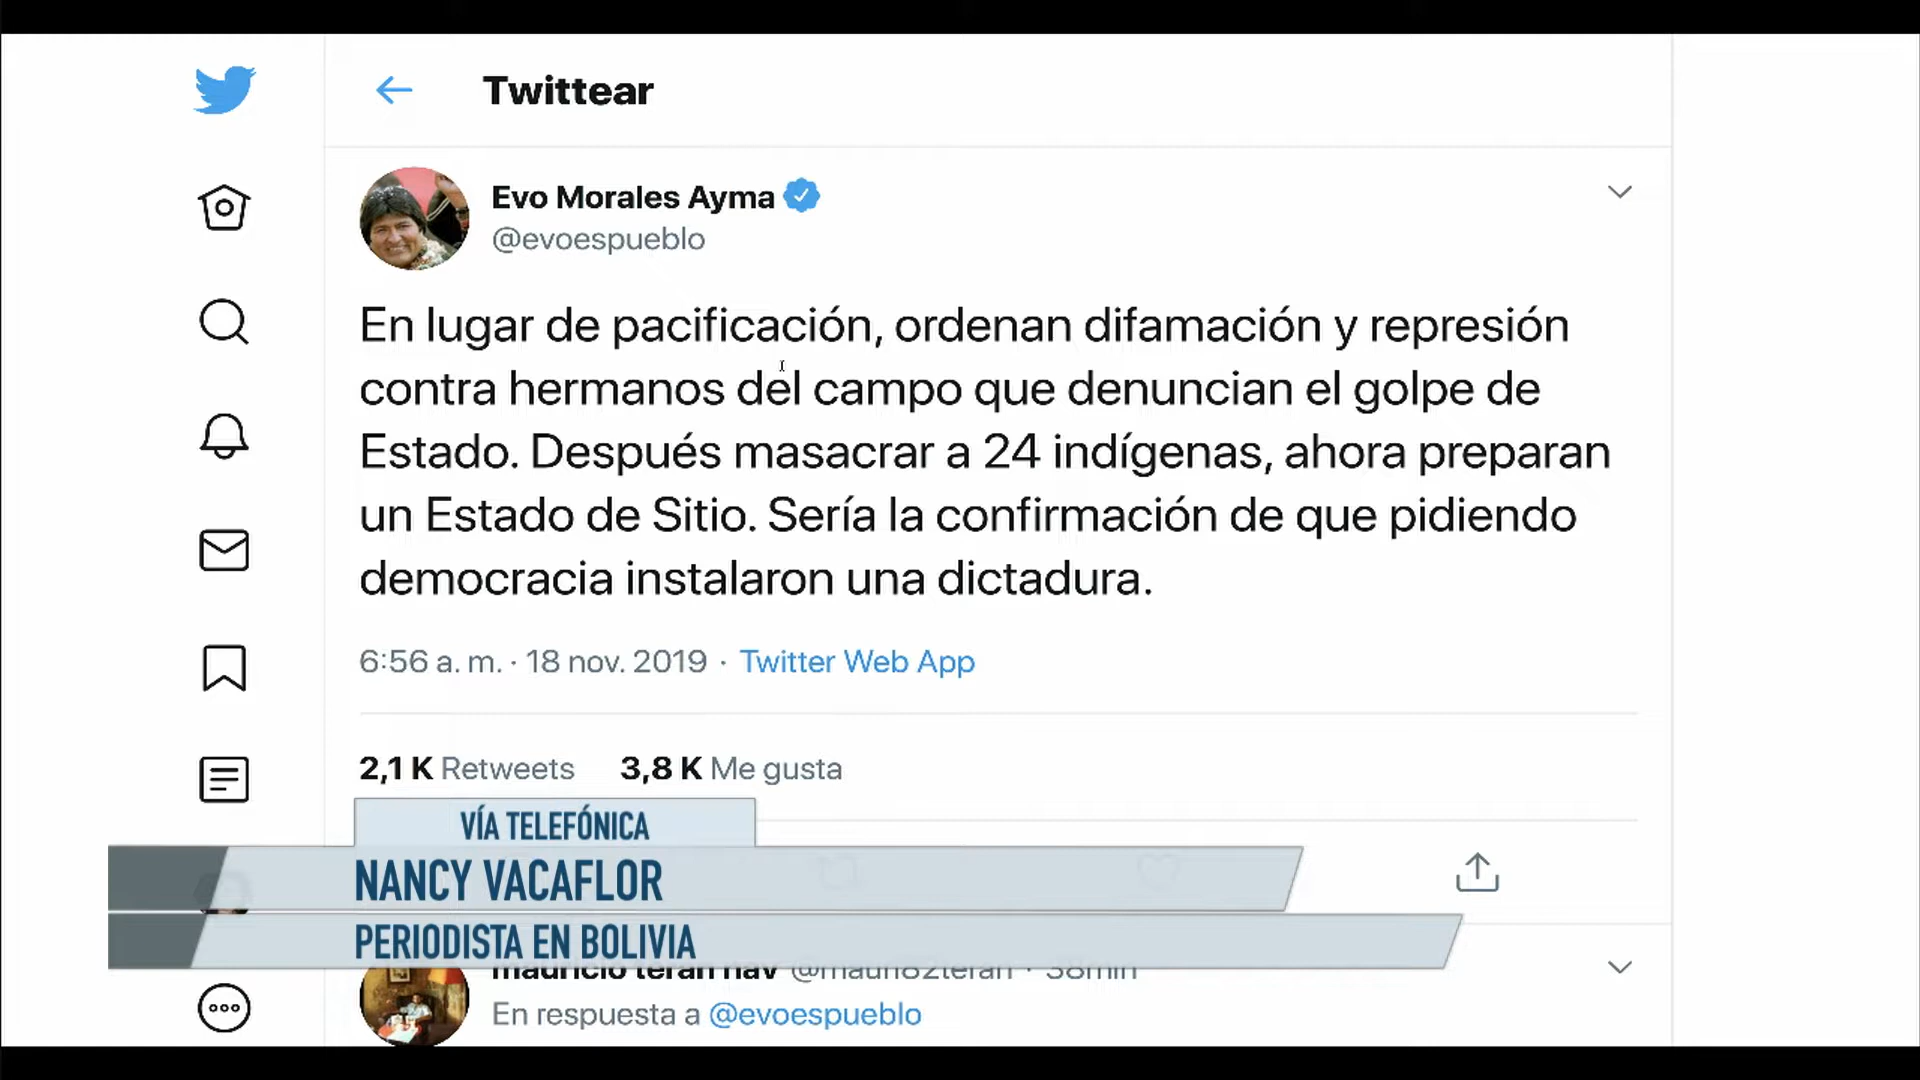 Twittear
Evo Morales Ayma
@evoespueblo
En lugar de pacificación, ordenan difamación y represión
contra hermanos del campo que denuncian el golpe de
Estado. Después masacrar a 24 indígenas, ahora preparan
un Estado de Sitio. Sería la confirmación de que pidiendo
democracia instalaron una dictadura.
6:56 a. m. · 18 nov. 2019 · Twitter Web App
2,1 K Retweets 3,8 K Me gusta
VÍA TELEFÓNICA
NANCY VACAFLOR
PERIODISTA EN BOLIVIA
mauricio teran nav @mauri82teran · 38min
En respuesta a @evoespueblo